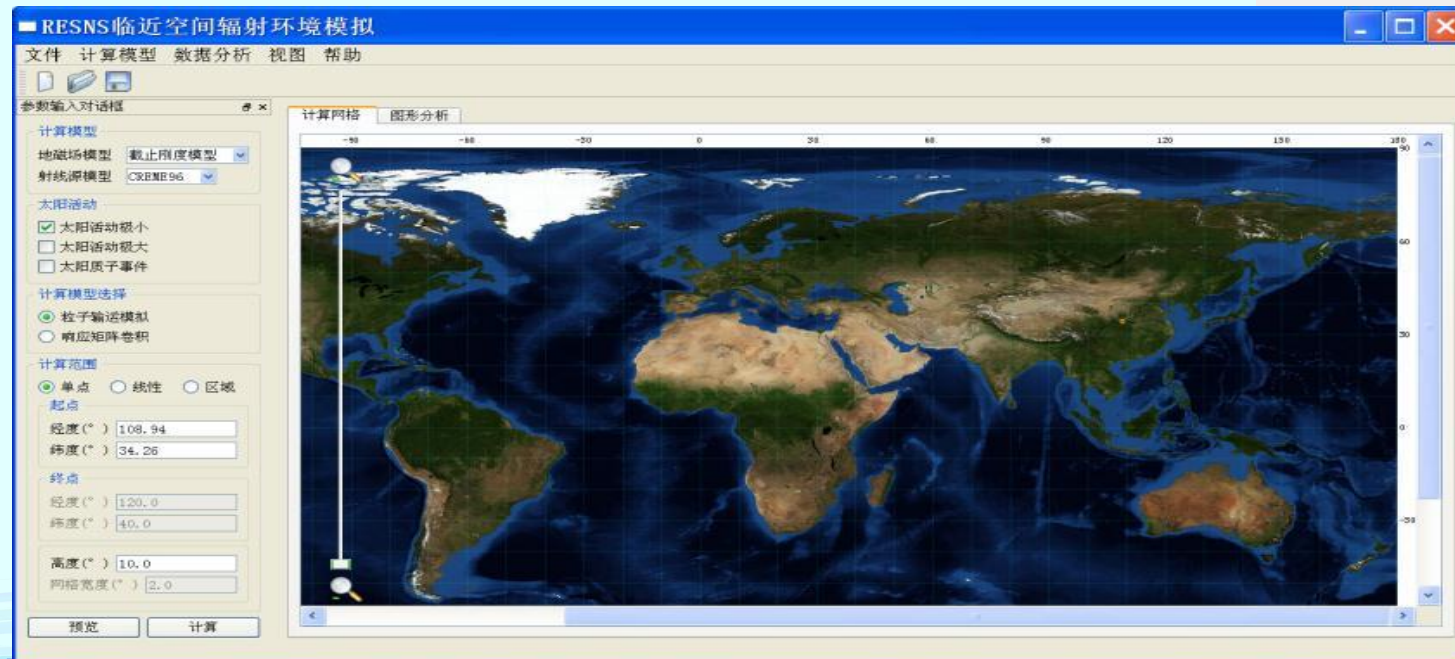 RESNS临近空间辐射环境模拟
文件 计算模型 数据分析 视图 帮助
参数输入对话框
计算网格 图形分析
-90 -60 -30 0 30 60 90 120 150 180
90
60
30
0
-30
计算模型
地磁场模型 截止刚度模型
射线源模型 CREME96
太阳活动
太阳活动极小
太阳活动极大
太阳质子事件
计算模型选择
粒子输运模拟
响应矩阵卷积
计算范围
单点 线性 区域
起点
经度(°) 108.94
纬度(°) 34.26
终点
经度(°) 120.0
纬度(°) 40.0
高度(°) 10.0
网格宽度(°) 2.0
预览 计算